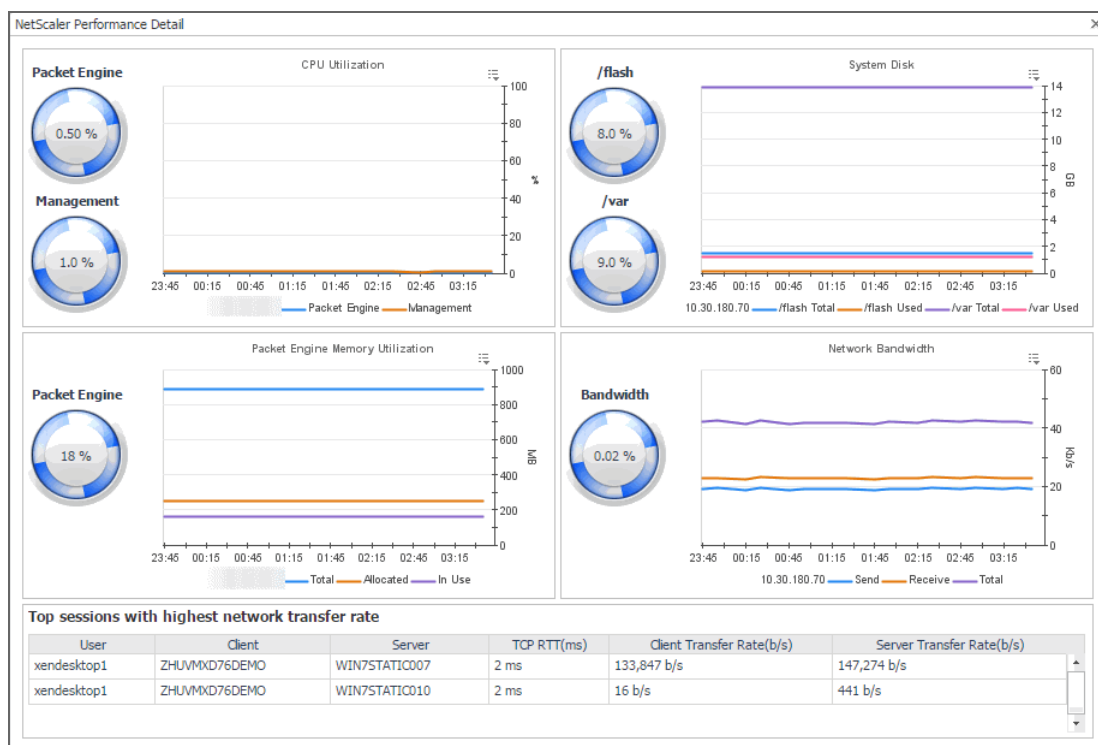 NetScaler Performance Detail
CPU Utilization
Packet Engine
0.50 %
Management
1.0 %
100
80
60
40
20
0
%
23:45 00:15 00:45 01:15 01:45 02:15 02:45 03:15
Packet Engine Management
System Disk
/flash
8.0 %
/var
9.0 %
14
12
10
8
6
4
2
0
GB
23:45 00:15 00:45 01:15 01:45 02:15 02:45 03:15
10.30.180.70 /flash Total /flash Used /var Total /var Used
Packet Engine Memory Utilization
Packet Engine
18 %
1000
800
600
400
200
0
MB
23:45 00:15 00:45 01:15 01:45 02:15 02:45 03:15
Total Allocated In Use
Network Bandwidth
Bandwidth
0.02 %
60
40
20
0
kb/s
23:45 00:15 00:45 01:15 01:45 02:15 02:45 03:15
10.30.180.70 Send Receive Total
Top sessions with highest network transfer rate
User Client Server TCP RTT(ms) Client Transfer Rate(b/s) Server Transfer Rate(b/s)
xendesktop1 ZHUVMXD76DEMO WIN7STATIC007 2 ms 133,847 b/s 147,274 b/s
xendesktop1 ZHUVMXD76DEMO WIN7STATIC010 2 ms 16 b/s 441 b/s